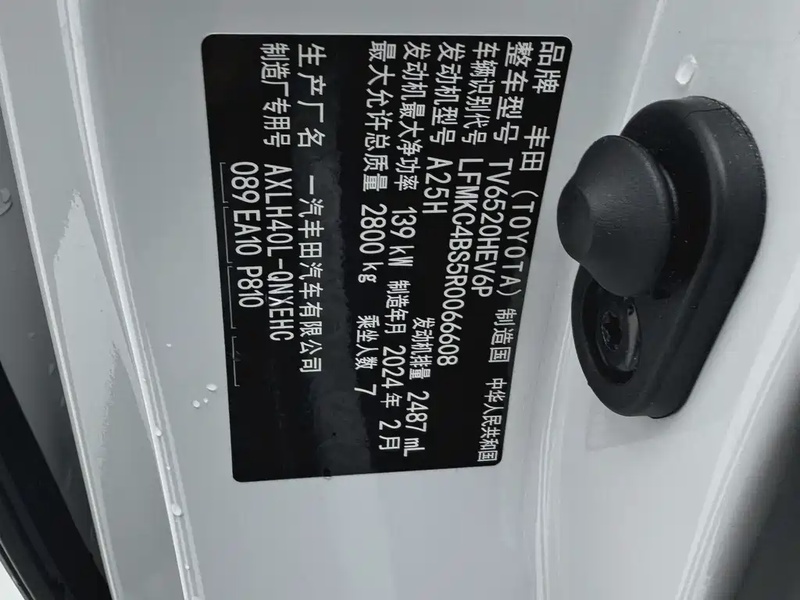 品牌 丰田（TOYOTA） 制造国 中华人民共和国
整车型号 TV6520HEV6P
车辆识别代号 LFMKC4BS5R0066608
发动机型号 A25H 发动机排量 2487 mL
发动机最大净功率 139 kW 制造年月 2024年 2月
最大允许总质量 2800 kg 乘坐人数 7
生产厂名 一汽丰田汽车有限公司
制造厂专用号 AXLH40L-QNXEHC
089 EA10 P810